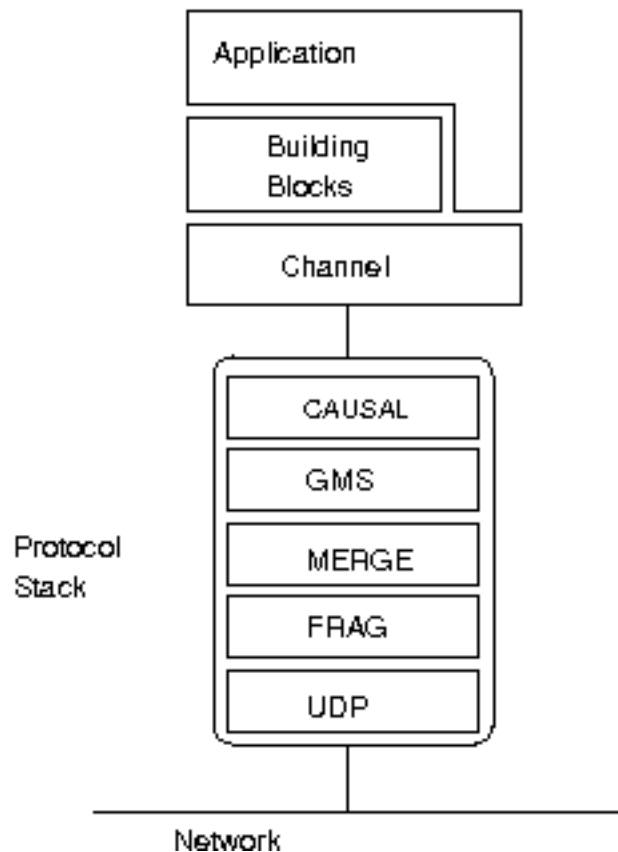 Application
Building
Blocks
Channel
CAUSAL
GMS
MERGE
FRAG
UDP
Protocol
Stack
Network